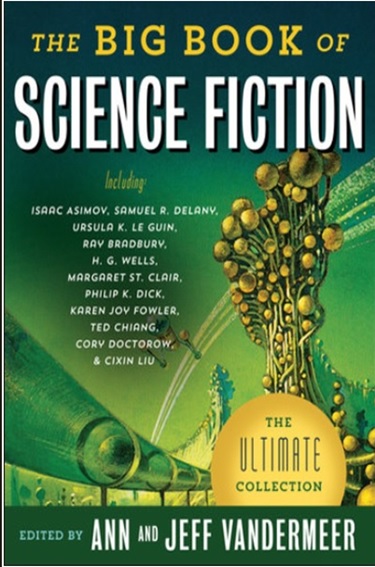 THE BIG BOOK OF
SCIENCE FICTION
Including:
ISAAC ASIMOV, SAMUEL R. DELANY,
URSULA K. LE GUIN,
RAY BRADBURY,
H. G. WELLS,
MARGARET ST. CLAIR,
PHILIP K. DICK,
KAREN JOY FOWLER,
TED CHIANG,
CORY DOCTOROW,
& CIXIN LIU
THE
ULTIMATE
COLLECTION
EDITED BY ANN AND JEFF VANDERMEER